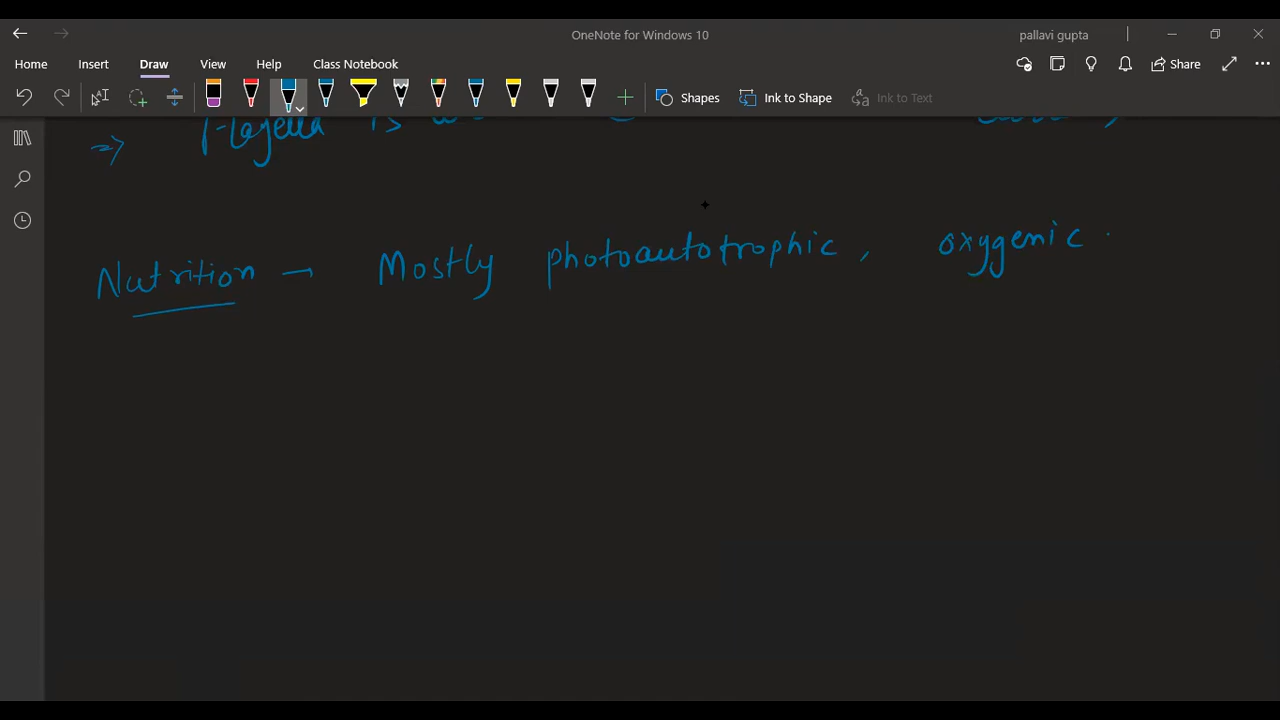 OneNote for Windows 10
pallavi gupta
Home Insert Draw View Help Class Notebook Share
Shapes Ink to Shape Ink to Text
⇒ Flagella is
Nutrition → Mostly photoautotrophic, oxygenic.